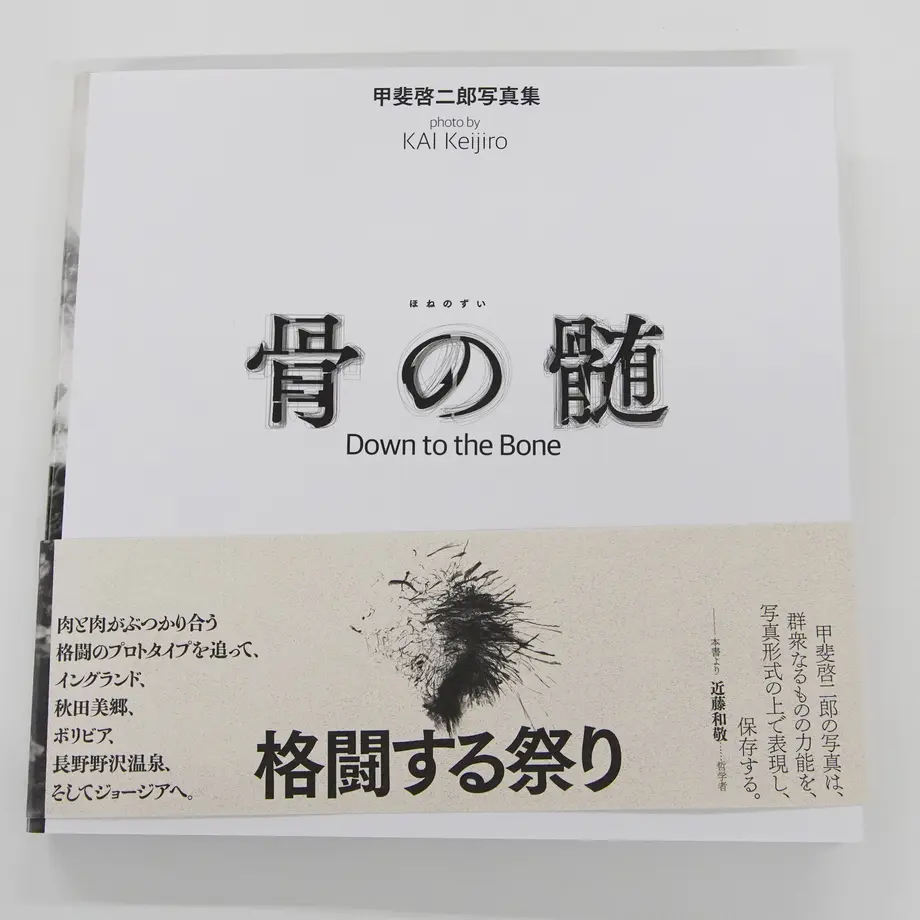 甲斐啓二郎写真集
photo by
KAI Keijiro
ほねのずい
骨の髄
Down to the Bone
肉と肉がぶつかり合う
格闘のプロトタイプを追って、
イングランド、
秋田美郷、
ボリビア、
長野野沢温泉、
そしてジョージアへ。
格闘する祭り
甲斐啓二郎の写真は、
群衆なるものの力能を、
写真形式の上で表現し、
保存する。
――本書より 近藤和敬……哲学者